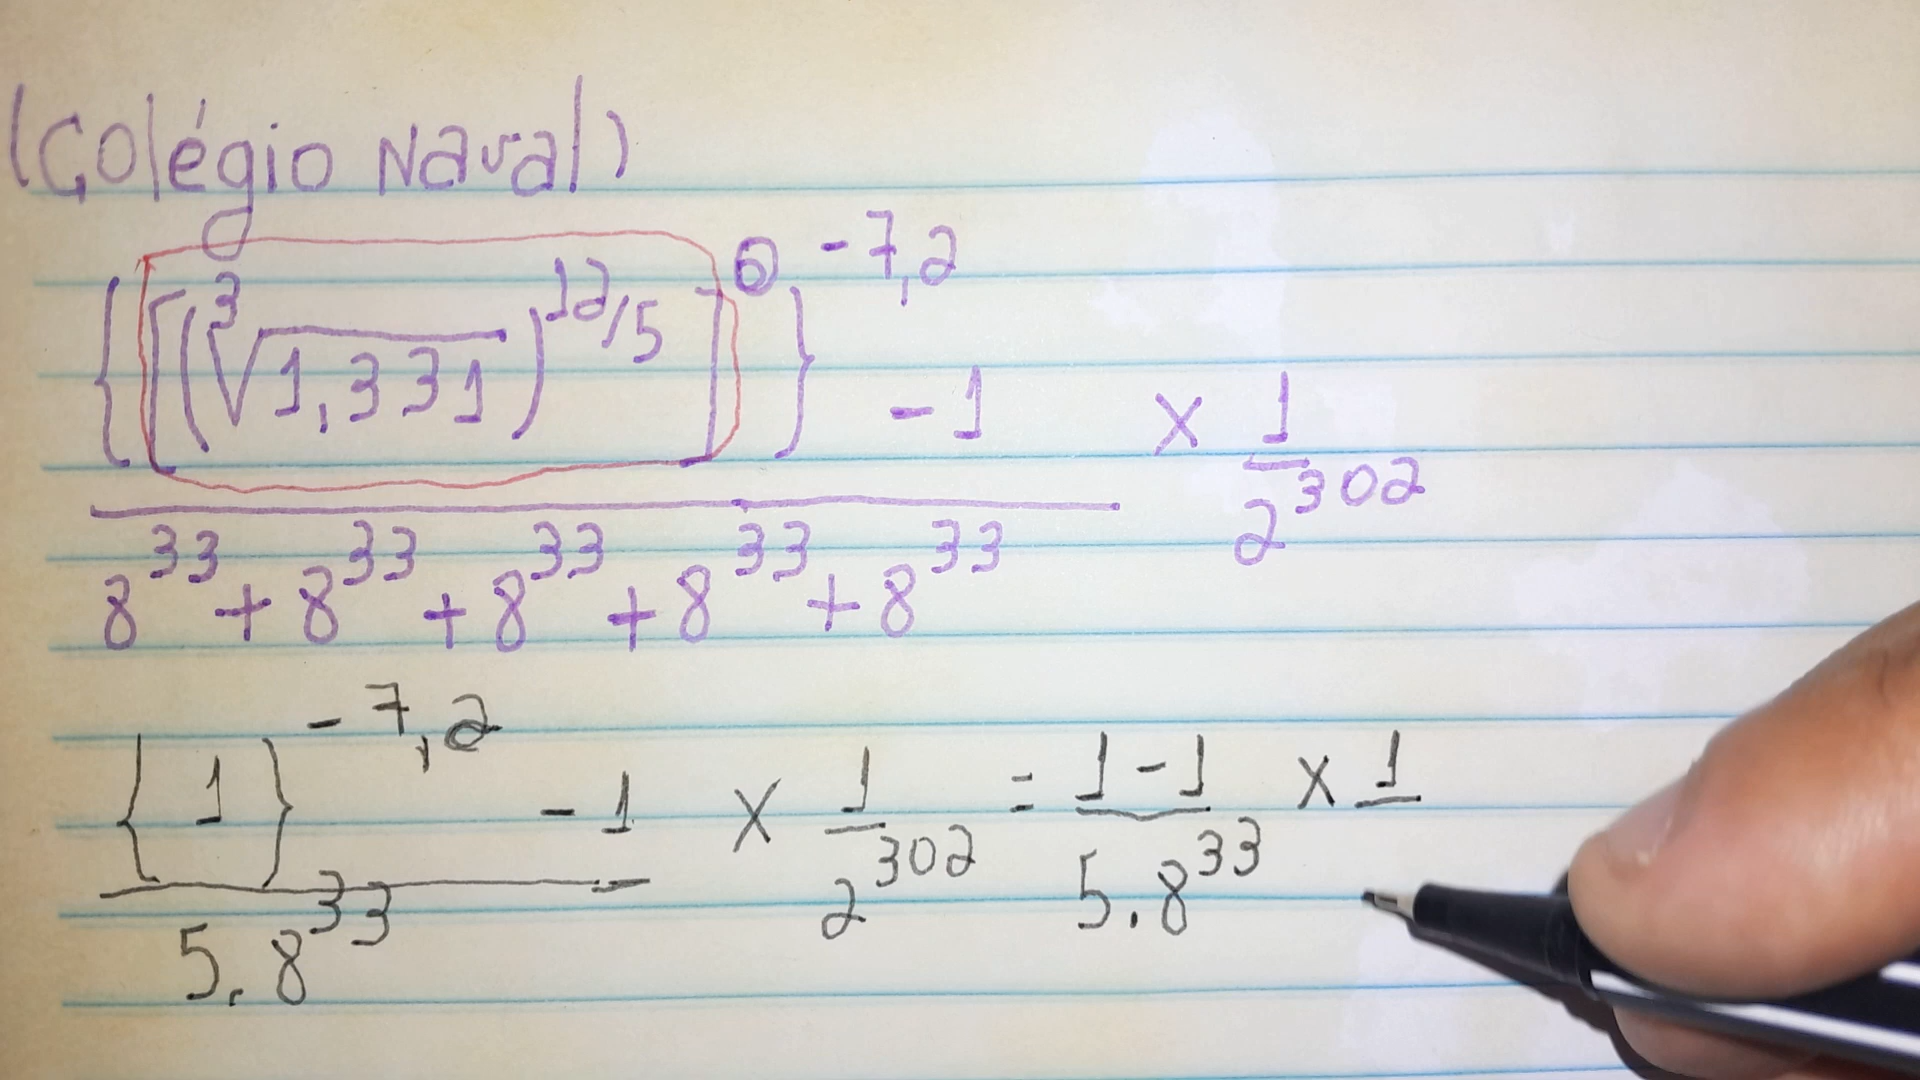 (Colégio Naval)
{[(∛1,331)^12/5]^0}^-7,2 - 1 x 1
2^302
8^33 + 8^33 + 8^33 + 8^33 + 8^33
{1}^-7,2 - 1 x 1 = 1 - 1 x 1
5.8^33 2^302 5.8^33